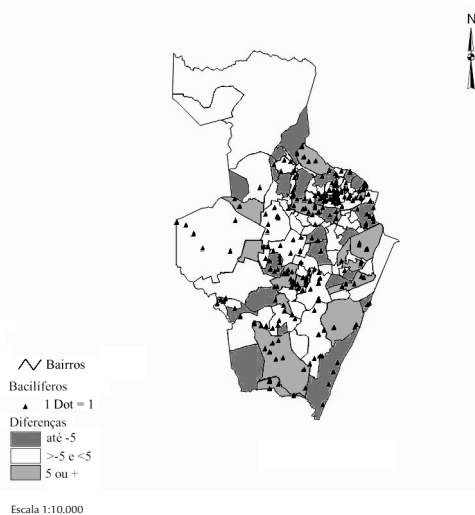 N
Bairros
Bacilíferos
1 Dot = 1
Diferenças
até -5
>-5 e <5
5 ou +
Escala 1:10.000